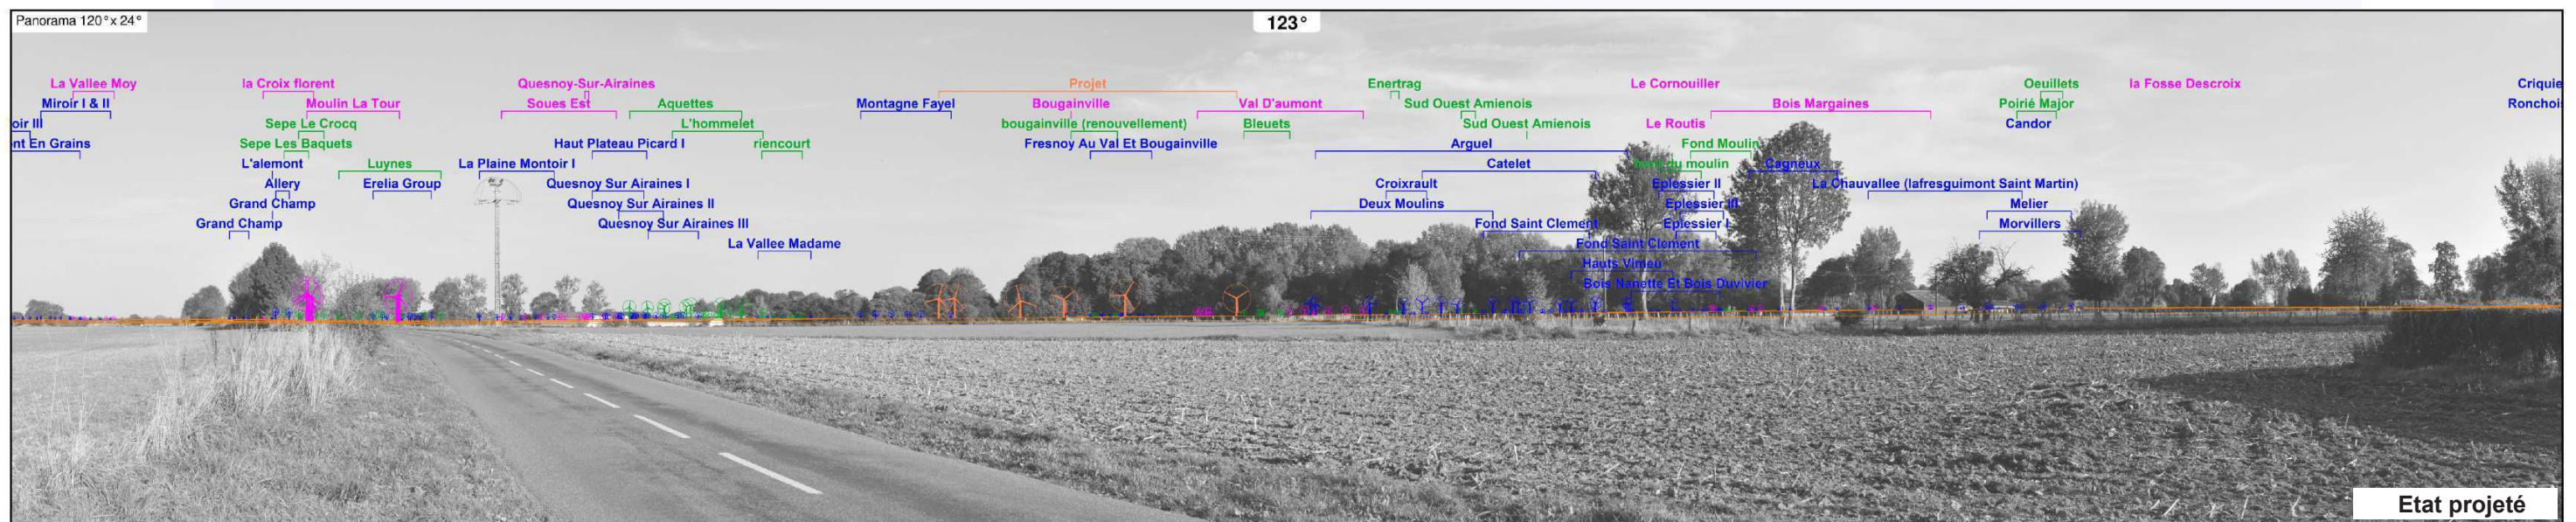 Panorama 120°x 24°
123°
La Vallee Moy
la Croix florent
Quesnoy-Sur-Airaines
Projet
Enertrag
Le Cornouiller
Oeuillets
la Fosse Descroix
Criquie
Miroir I & II
Moulin La Tour
Soues Est
Aquettes
Montagne Fayel
Bougainville
Val D'aumont
Sud Ouest Amienois
Bois Margaines
Poirié Major
Ronchois
oir III
Sepe Le Crocq
L'hommelet
bougainville (renouvellement)
Bleuets
Sud Ouest Amienois
Le Routis
Candor
nt En Grains
Sepe Les Baquets
Haut Plateau Picard I
riencourt
Fresnoy Au Val Et Bougainville
Arguel
Fond Moulin
L'alemont
Luynes
La Plaine Montoir I
Catelet
du moulin
Cagneux
Allery
Erelia Group
Quesnoy Sur Airaines I
Croixrault
Eplessier II
La Chauvallee (lafresguimont Saint Martin)
Grand Champ
Quesnoy Sur Airaines II
Deux Moulins
Eplessier III
Melier
Grand Champ
Quesnoy Sur Airaines III
Fond Saint Clement
Eplessier I
Morvillers
La Vallee Madame
Fond Saint Clement
Hauts Vimeu
Bois Nanette Et Bois Duvivier
Etat projeté